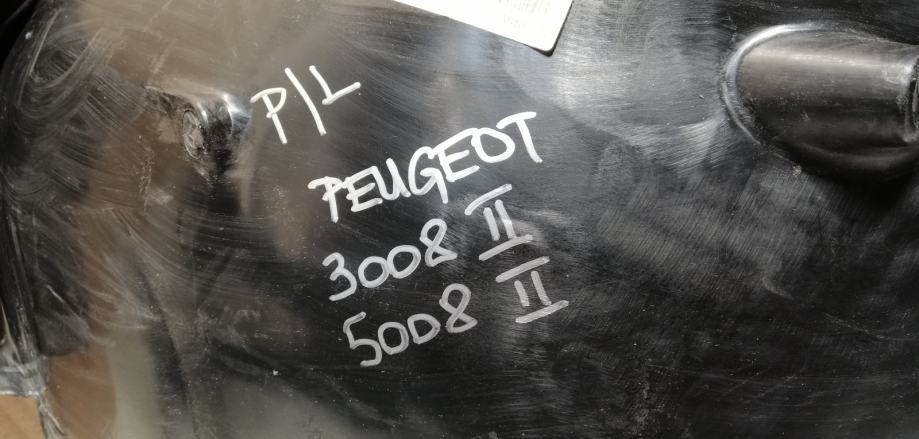 P/L
PEUGEOT
3008 II
5008 II